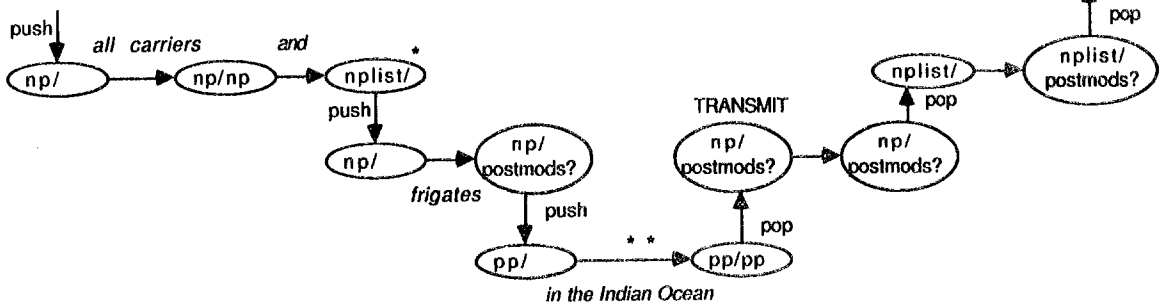 push
all carriers
and
*
np/
np/np
nplist/
push
np/
np/
postmods?
frigates
push
pp/
* *
in the Indian Ocean
pp/pp
pop
TRANSMIT
np/
postmods?
np/
postmods?
pop
nplist/
nplist/
postmods?
pop